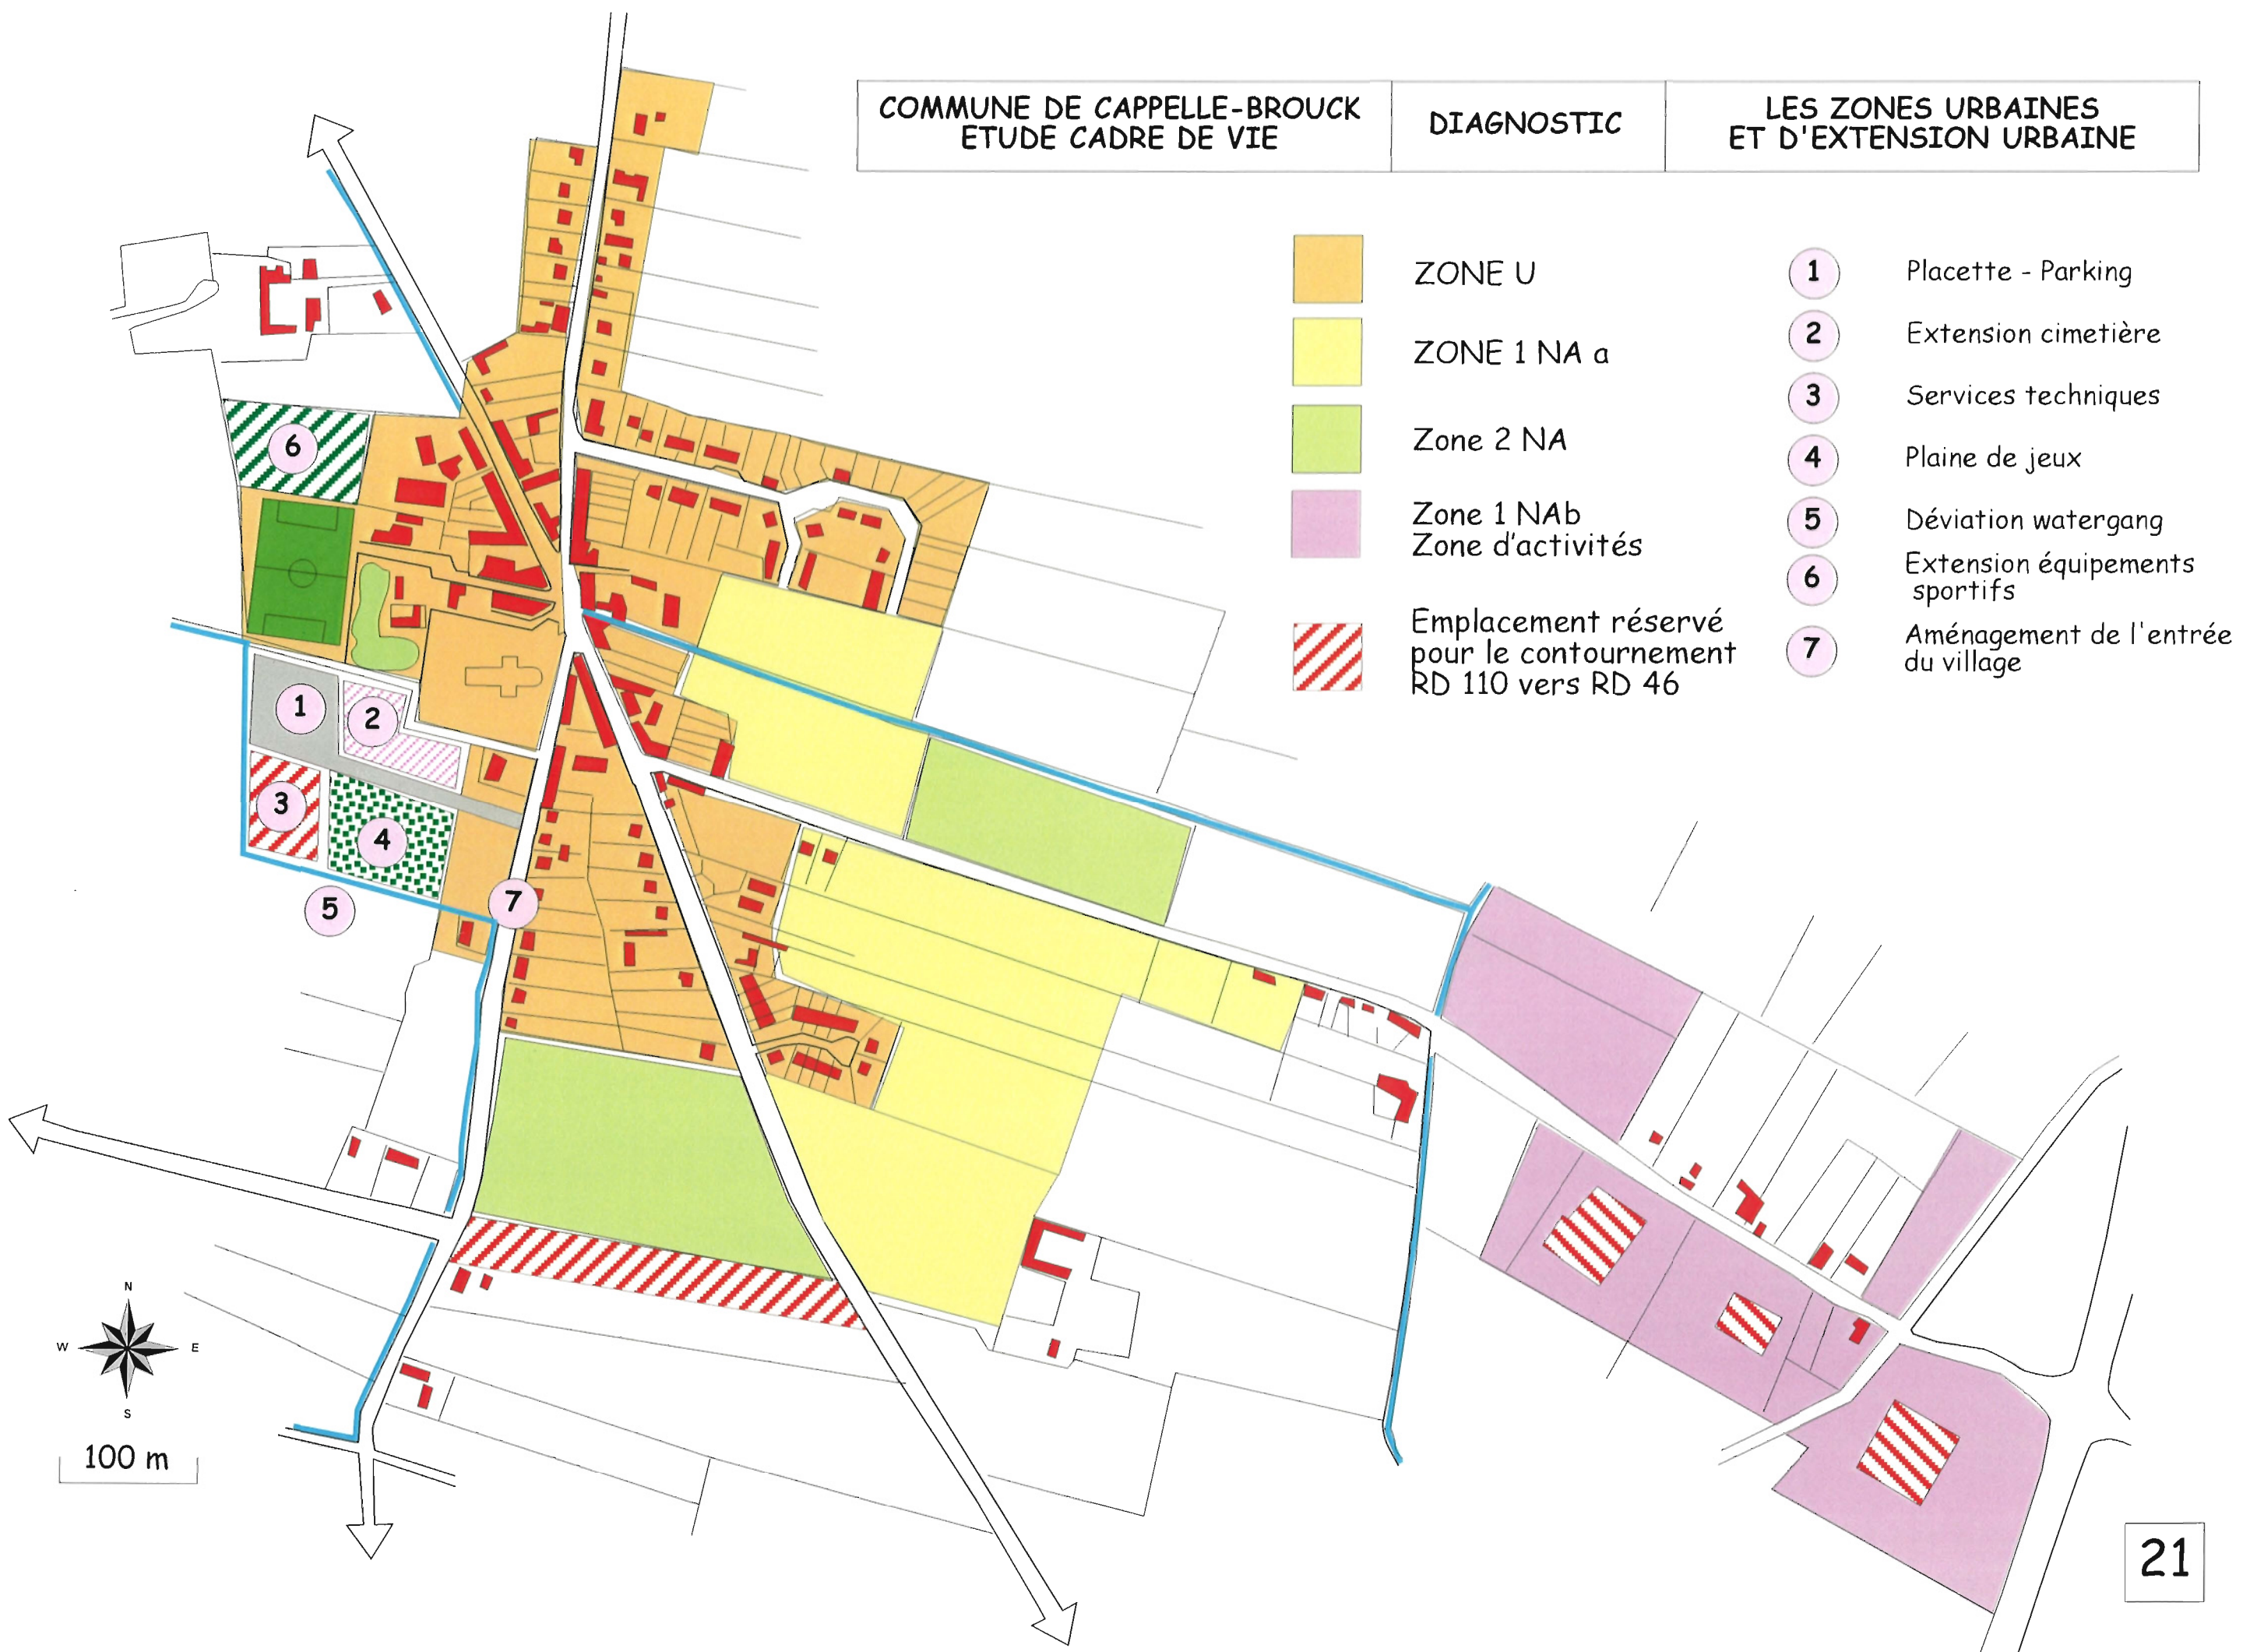 COMMUNE DE CAPPELLE-BROUCK
ETUDE CADRE DE VIE
DIAGNOSTIC
LES ZONES URBAINES
ET D'EXTENSION URBAINE
ZONE U
ZONE 1 NA a
Zone 2 NA
Zone 1 NAb
Zone d'activités
Emplacement réservé
pour le contournement
RD 110 vers RD 46
1 Placette - Parking
2 Extension cimetière
3 Services techniques
4 Plaine de jeux
5 Déviation watergang
6 Extension équipements
sportifs
7 Aménagement de l'entrée
du village
6
1
2
3
4
5
7
N
W E
S
100 m
21